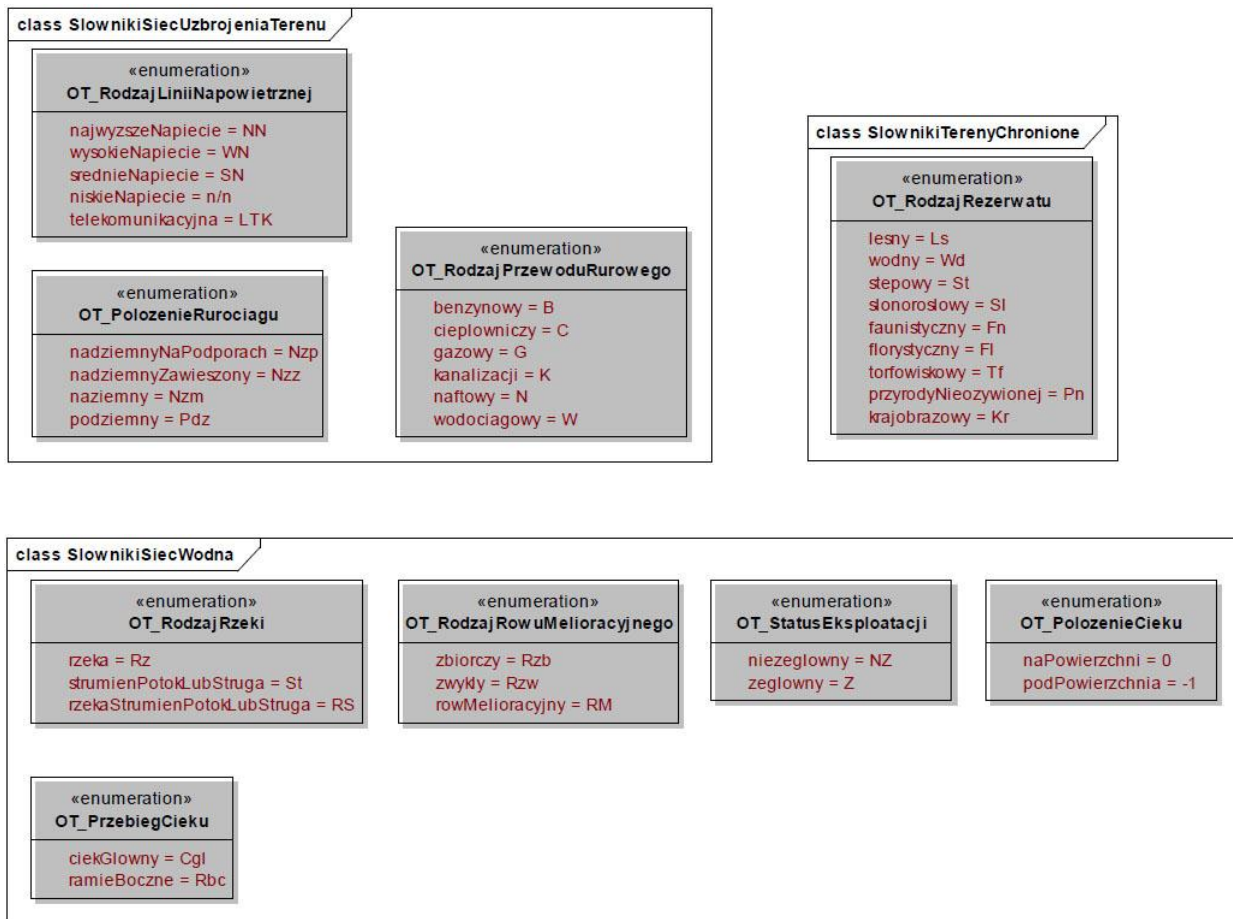 class SlownikiSiecUzbrojeniaTerenu
«enumeration»
OT_RodzajLiniiNapowietrznej
najwyzszeNapiecie = NN
wysokieNapiecie = WN
srednieNapiecie = SN
niskieNapiecie = n/n
telekomunikacyjna = LTK
«enumeration»
OT_PolozenieRurociagu
nadziemnyNaPodporach = Nzp
nadziemnyZawieszony = Nzz
naziemny = Nzm
podziemny = Pdz
«enumeration»
OT_RodzajPrzewoduRurowego
benzynowy = B
cieplowniczy = C
gazowy = G
kanalizacji = K
naftowy = N
wodociagowy = W
class SlownikiTerenyChronione
«enumeration»
OT_RodzajRezerwatu
lesny = Ls
wodny = Wd
stepowy = St
slonoroslowy = Sl
faunistyczny = Fn
florystyczny = Fl
torfowiskowy = Tf
przyrodyNieozywionej = Pn
krajobrazowy = Kr
class SlownikiSiecWodna
«enumeration»
OT_RodzajRzeki
rzeka = Rz
strumienPotokLubStruga = St
rzekaStrumienPotokLubStruga = RS
«enumeration»
OT_RodzajRowuMelioracyjnego
zbiorczy = Rzb
zwykly = Rzw
rowMelioracyjny = RM
«enumeration»
OT_StatusEksploatacji
niezeglowny = NZ
zeglowny = Z
«enumeration»
OT_PolozenieCieku
naPowierzchni = 0
podPowierzchnia = -1
«enumeration»
OT_PrzebiegCieku
ciekGlowny = Cgl
ramieBoczne = Rbc